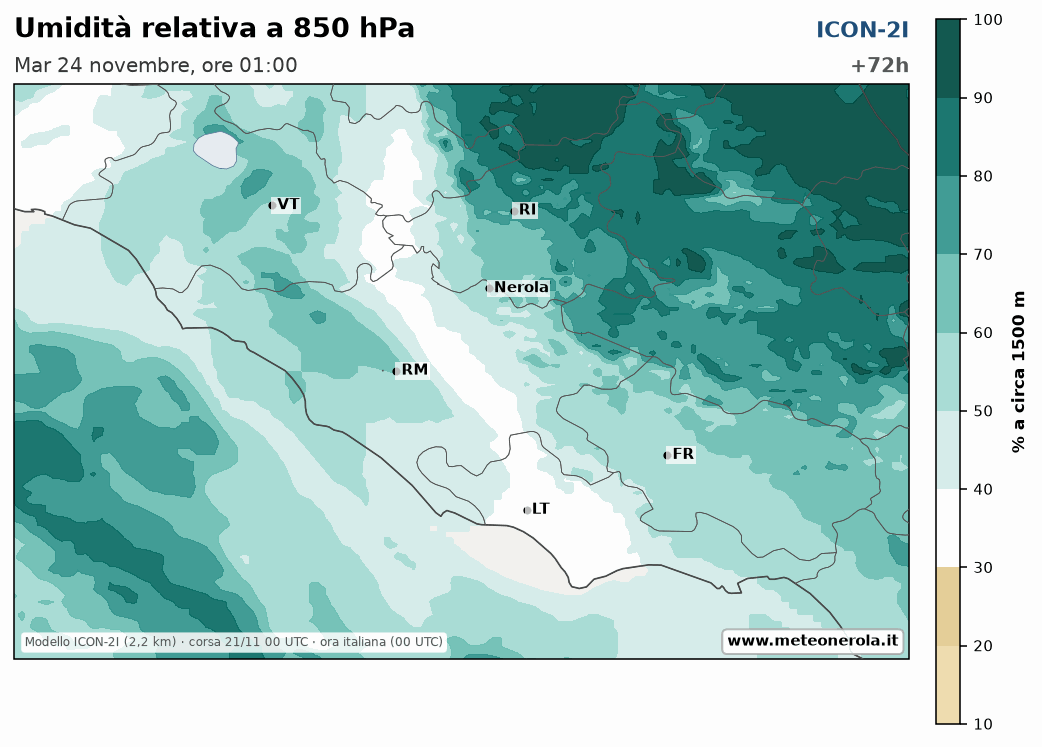 Umidità relativa a 850 hPa
ICON-2I
Mar 24 novembre, ore 01:00
+72h
100
90
80
70
60
50
40
30
20
10
% a circa 1500 m
VT
RI
Nerola
RM
FR
LT
Modello ICON-2I (2,2 km) · corsa 21/11 00 UTC · ora italiana (00 UTC)
www.meteonerola.it